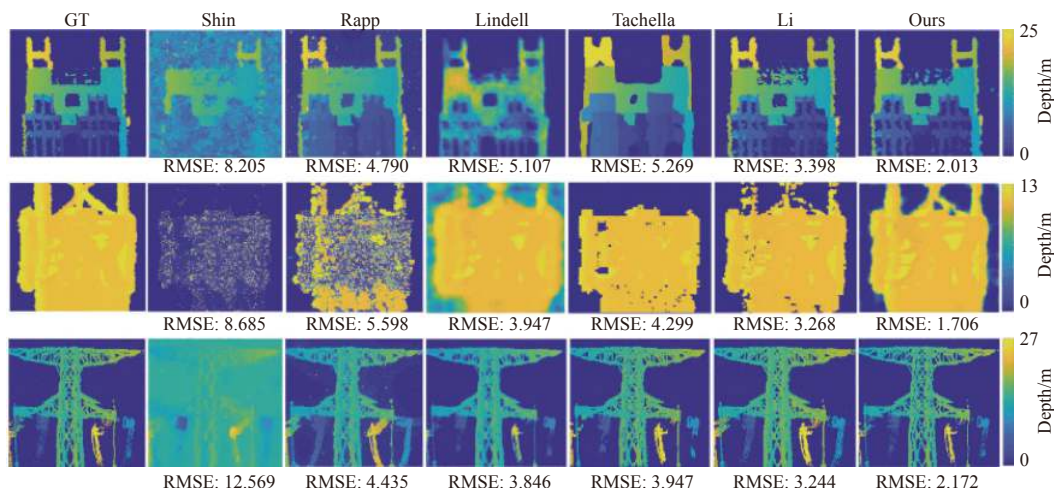 GT Shin Rapp Lindell Tachella Li Ours
25
Depth/m
0
RMSE: 8.205 RMSE: 4.790 RMSE: 5.107 RMSE: 5.269 RMSE: 3.398 RMSE: 2.013
13
Depth/m
0
RMSE: 8.685 RMSE: 5.598 RMSE: 3.947 RMSE: 4.299 RMSE: 3.268 RMSE: 1.706
27
Depth/m
0
RMSE: 12.569 RMSE: 4.435 RMSE: 3.846 RMSE: 3.947 RMSE: 3.244 RMSE: 2.172